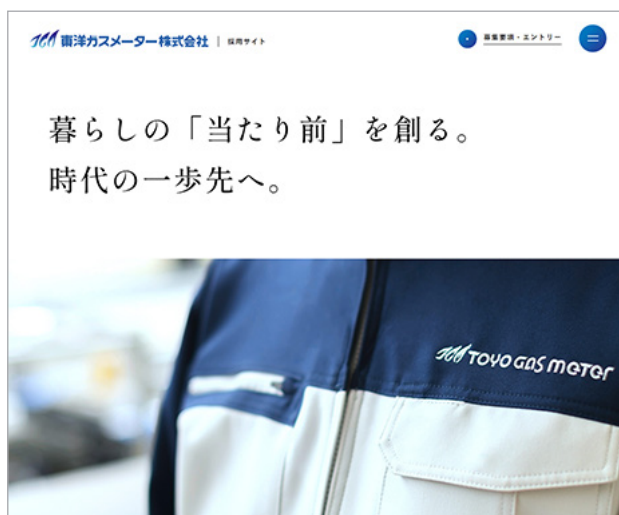 東洋ガスメーター株式会社 | 採用サイト
募集要項・エントリー
暮らしの「当たり前」を創る。
時代の一歩先へ。
TOYO GAS meter